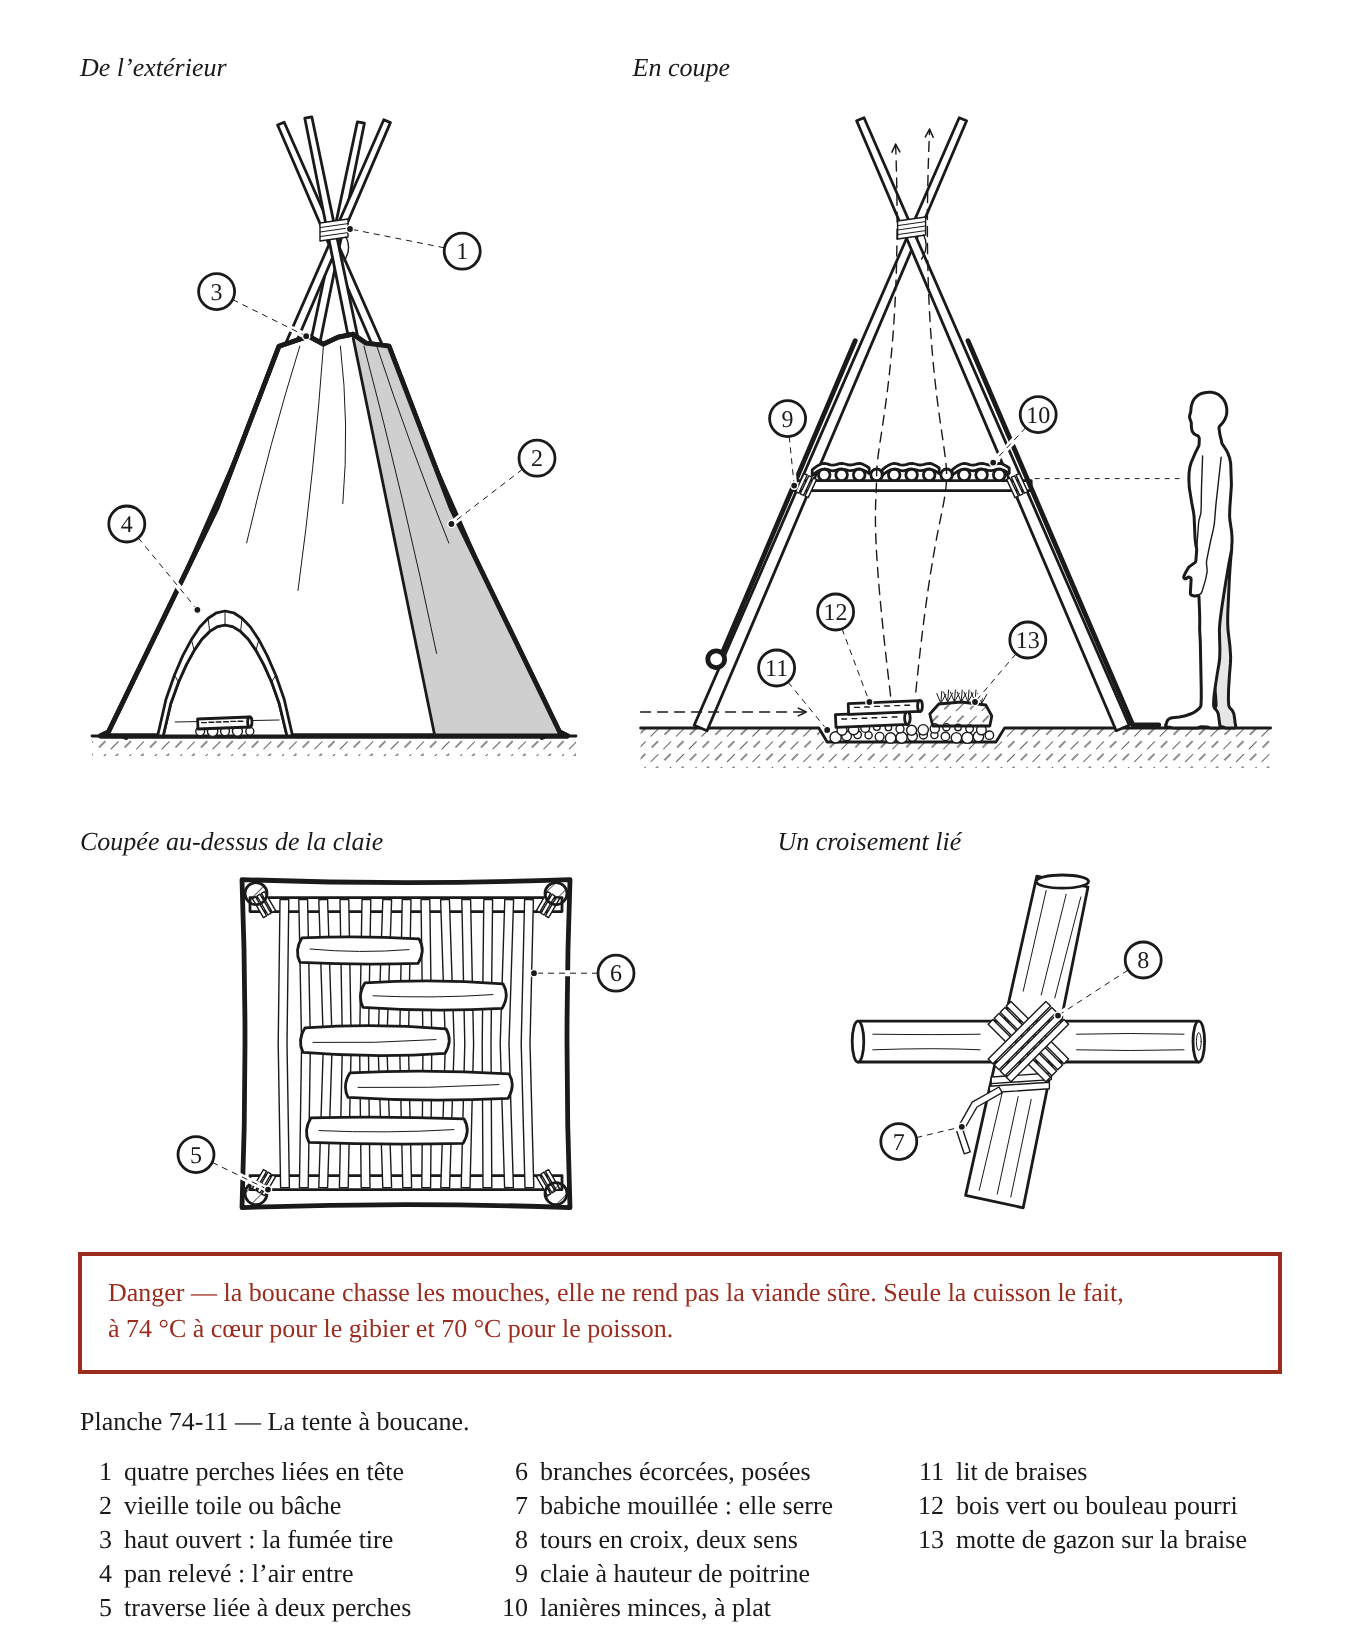 De l’extérieur
En coupe
1
3
2
4
9
10
12
13
11
Coupée au-dessus de la claie
Un croisement lié
6
5
8
7
Danger — la boucane chasse les mouches, elle ne rend pas la viande sûre. Seule la cuisson le fait,
à 74 °C à cœur pour le gibier et 70 °C pour le poisson.
Planche 74-11 — La tente à boucane.
1 quatre perches liées en tête
2 vieille toile ou bâche
3 haut ouvert : la fumée tire
4 pan relevé : l’air entre
5 traverse liée à deux perches
6 branches écorcées, posées
7 babiche mouillée : elle serre
8 tours en croix, deux sens
9 claie à hauteur de poitrine
10 lanières minces, à plat
11 lit de braises
12 bois vert ou bouleau pourri
13 motte de gazon sur la braise